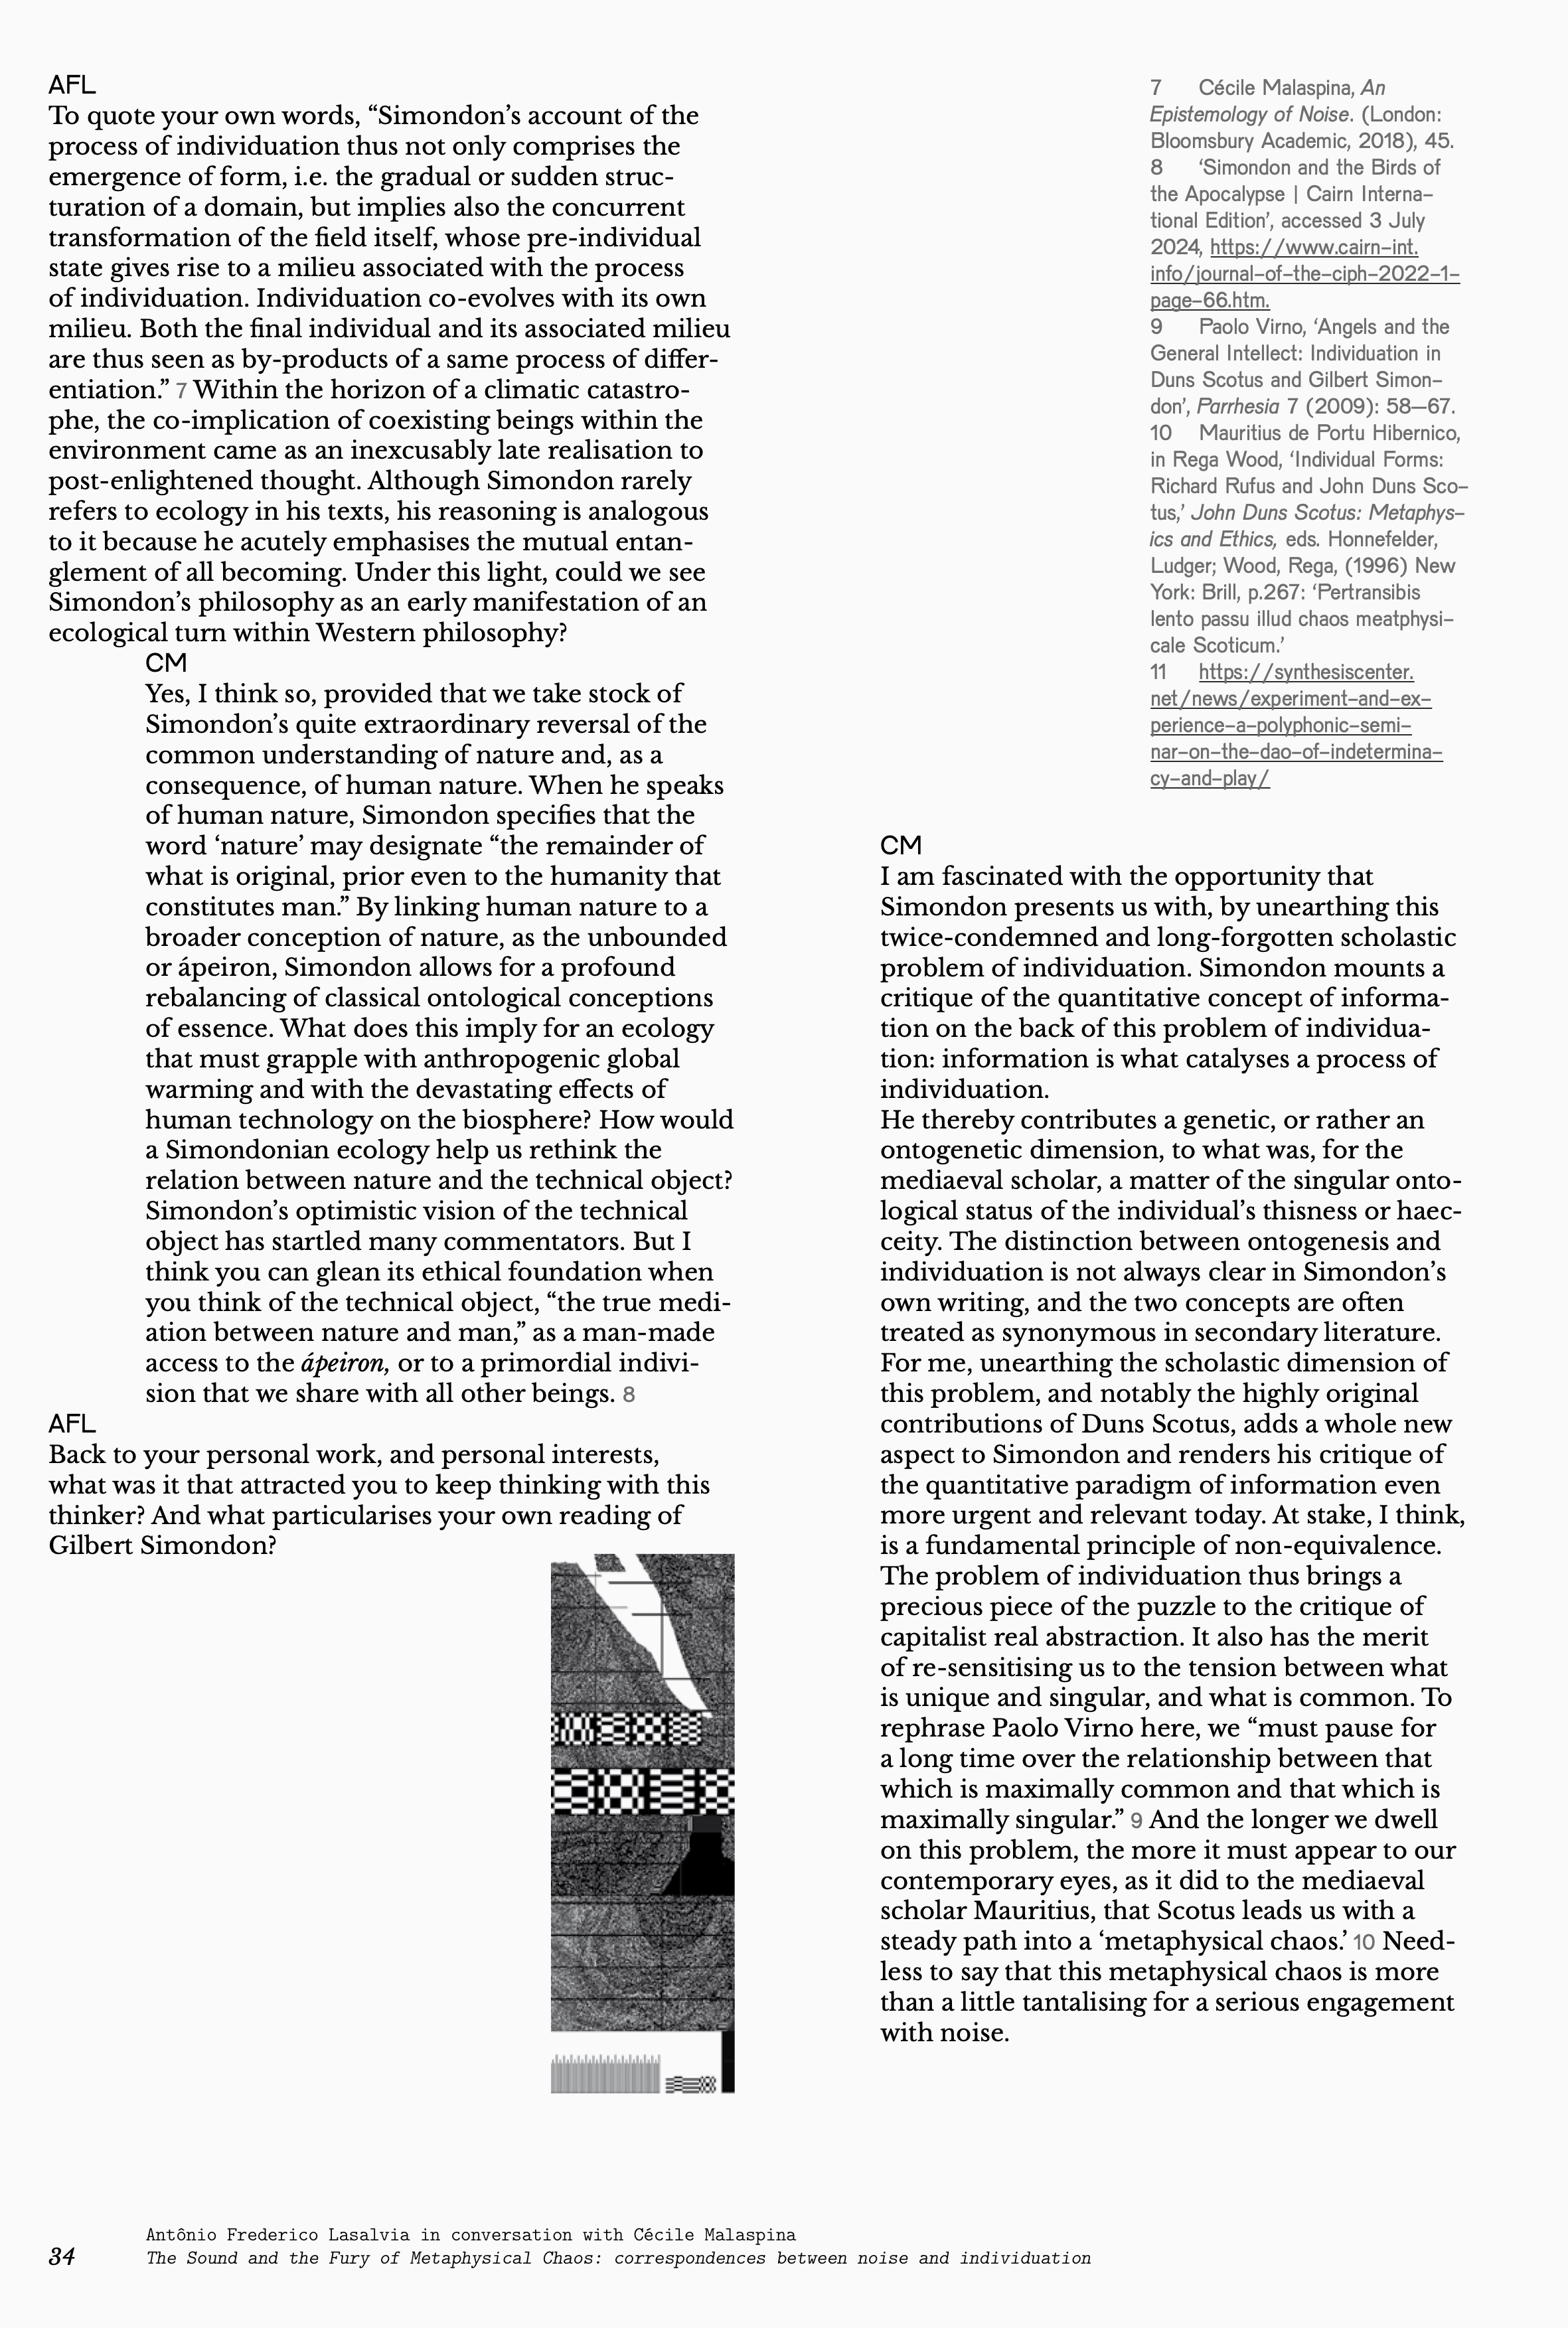 AFL
To quote your own words, “Simondon’s account of the
process of individuation thus not only comprises the
emergence of form, i.e. the gradual or sudden struc-
turation of a domain, but implies also the concurrent
transformation of the field itself, whose pre-individual
state gives rise to a milieu associated with the process
of individuation. Individuation co-evolves with its own
milieu. Both the final individual and its associated milieu
are thus seen as by-products of a same process of differ-
entiation.” 7 Within the horizon of a climatic catastro-
phe, the co-implication of coexisting beings within the
environment came as an inexcusably late realisation to
post-enlightened thought. Although Simondon rarely
refers to ecology in his texts, his reasoning is analogous
to it because he acutely emphasises the mutual entan-
glement of all becoming. Under this light, could we see
Simondon’s philosophy as an early manifestation of an
ecological turn within Western philosophy?
CM
Yes, I think so, provided that we take stock of
Simondon’s quite extraordinary reversal of the
common understanding of nature and, as a
consequence, of human nature. When he speaks
of human nature, Simondon specifies that the
word ‘nature’ may designate “the remainder of
what is original, prior even to the humanity that
constitutes man.” By linking human nature to a
broader conception of nature, as the unbounded
or ápeiron, Simondon allows for a profound
rebalancing of classical ontological conceptions
of essence. What does this imply for an ecology
that must grapple with anthropogenic global
warming and with the devastating effects of
human technology on the biosphere? How would
a Simondonian ecology help us rethink the
relation between nature and the technical object?
Simondon’s optimistic vision of the technical
object has startled many commentators. But I
think you can glean its ethical foundation when
you think of the technical object, “the true medi-
ation between nature and man,” as a man-made
access to the ápeiron, or to a primordial indivi-
sion that we share with all other beings. 8
AFL
Back to your personal work, and personal interests,
what was it that attracted you to keep thinking with this
thinker? And what particularises your own reading of
Gilbert Simondon?
7 Cécile Malaspina, An
Epistemology of Noise. (London:
Bloomsbury Academic, 2018), 45.
8 ‘Simondon and the Birds of
the Apocalypse | Cairn Interna-
tional Edition’, accessed 3 July
2024, https://www.cairn-int.
info/journal-of-the-ciph-2022-1-
page-66.htm.
9 Paolo Virno, ‘Angels and the
General Intellect: Individuation in
Duns Scotus and Gilbert Simon-
don’, Parrhesia 7 (2009): 58—67.
10 Mauritius de Portu Hibernico,
in Rega Wood, ‘Individual Forms:
Richard Rufus and John Duns Sco-
tus,’ John Duns Scotus: Metaphys-
ics and Ethics, eds. Honnefelder,
Ludger; Wood, Rega, (1996) New
York: Brill, p.267: ‘Pertransibis
lento passu illud chaos meatphysi-
cale Scoticum.’
11 https://synthesiscenter.
net/news/experiment-and-ex-
perience-a-polyphonic-semi-
nar-on-the-dao-of-indetermina-
cy-and-play/
CM
I am fascinated with the opportunity that
Simondon presents us with, by unearthing this
twice-condemned and long-forgotten scholastic
problem of individuation. Simondon mounts a
critique of the quantitative concept of informa-
tion on the back of this problem of individua-
tion: information is what catalyses a process of
individuation.
He thereby contributes a genetic, or rather an
ontogenetic dimension, to what was, for the
mediaeval scholar, a matter of the singular onto-
logical status of the individual’s thisness or haec-
ceity. The distinction between ontogenesis and
individuation is not always clear in Simondon’s
own writing, and the two concepts are often
treated as synonymous in secondary literature.
For me, unearthing the scholastic dimension of
this problem, and notably the highly original
contributions of Duns Scotus, adds a whole new
aspect to Simondon and renders his critique of
the quantitative paradigm of information even
more urgent and relevant today. At stake, I think,
is a fundamental principle of non-equivalence.
The problem of individuation thus brings a
precious piece of the puzzle to the critique of
capitalist real abstraction. It also has the merit
of re-sensitising us to the tension between what
is unique and singular, and what is common. To
rephrase Paolo Virno here, we “must pause for
a long time over the relationship between that
which is maximally common and that which is
maximally singular.” 9 And the longer we dwell
on this problem, the more it must appear to our
contemporary eyes, as it did to the mediaeval
scholar Mauritius, that Scotus leads us with a
steady path into a ‘metaphysical chaos.’ 10 Need-
less to say that this metaphysical chaos is more
than a little tantalising for a serious engagement
with noise.
Antônio Frederico Lasalvia in conversation with Cécile Malaspina
34 The Sound and the Fury of Metaphysical Chaos: correspondences between noise and individuation